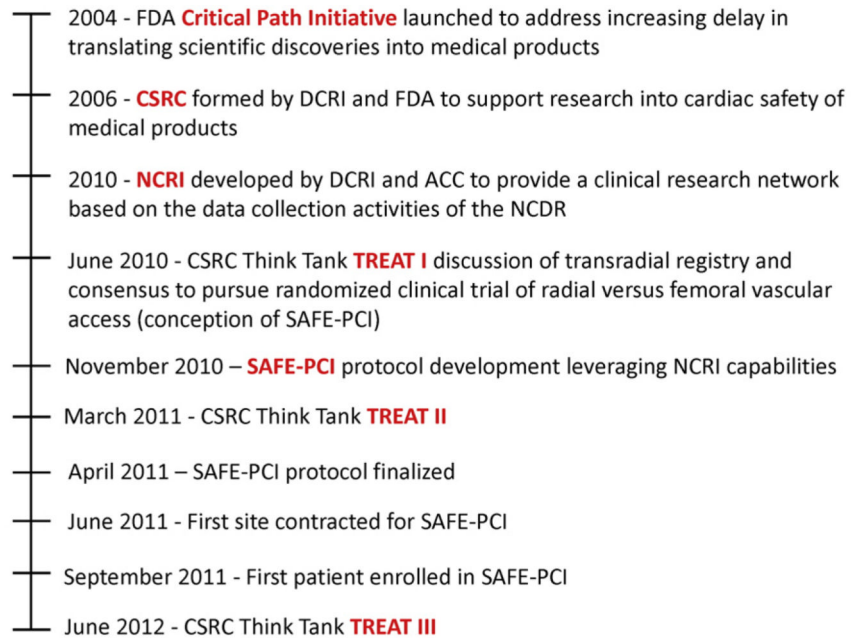 2004 - FDA Critical Path Initiative launched to address increasing delay in
translating scientific discoveries into medical products
2006 - CSRC formed by DCRI and FDA to support research into cardiac safety of
medical products
2010 - NCRI developed by DCRI and ACC to provide a clinical research network
based on the data collection activities of the NCDR
June 2010 - CSRC Think Tank TREAT I discussion of transradial registry and
consensus to pursue randomized clinical trial of radial versus femoral vascular
access (conception of SAFE-PCI)
November 2010 – SAFE-PCI protocol development leveraging NCRI capabilities
March 2011 - CSRC Think Tank TREAT II
April 2011 – SAFE-PCI protocol finalized
June 2011 - First site contracted for SAFE-PCI
September 2011 - First patient enrolled in SAFE-PCI
June 2012 - CSRC Think Tank TREAT III